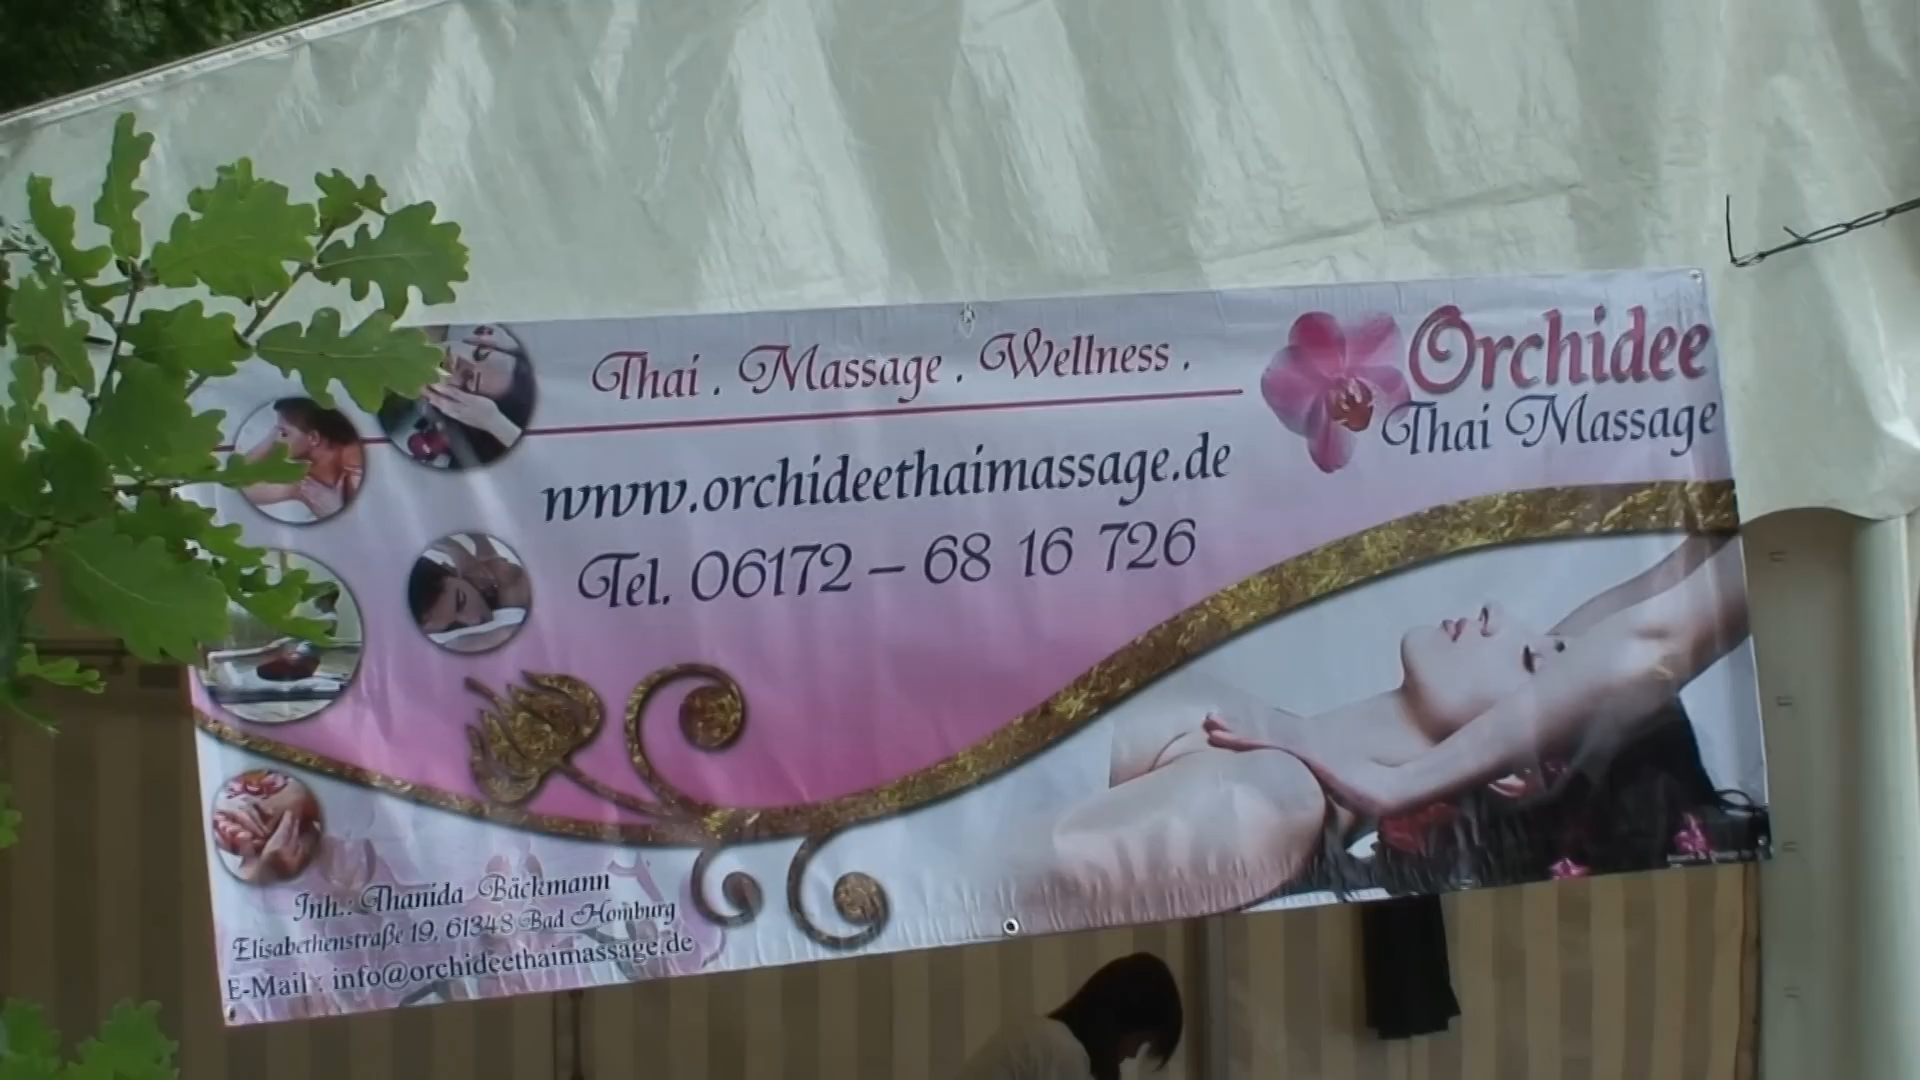 Thai . Massage . Wellness .
Orchidee
Thai Massage
www.orchideethaimassage.de
Tel. 06172 – 68 16 726
Inh.: Thanida Bäckmann
Elisabethenstraße 19, 61348 Bad Homburg
E-Mail : info@orchideethaimassage.de